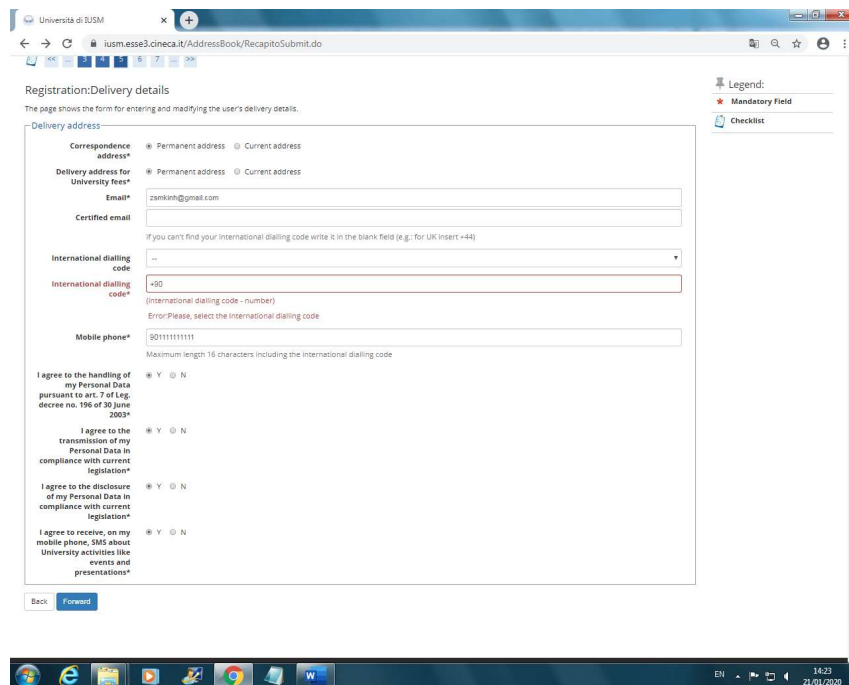 Università di IUSM
iusm.esse3.cineca.it/AddressBook/RecapitoSubmit.do
<< ... 3 4 5 6 7 ... >>
Registration:Delivery details
The page shows the form for entering and madifying the user's delivery details.
Legend:
* Mandatory Field
Checklist
Delivery address
Correspondence address* Permanent address Current address
Delivery address for University fees* Permanent address Current address
Email* zsmkinh@gmail.com
Certified email
If you can't find your international dialling code write it in the blank field (e.g.: for UK insert +44)
International dialling code --
International dialling code* +90
(International dialling code - number)
Error:Please, select the International dialling code
Mobile phone* 901111111111
Maximum length 16 characters including the international dialling code
I agree to the handling of my Personal Data pursuant to art. 7 of Leg. decree no. 196 of 30 June 2003* Y N
I agree to the transmission of my Personal Data in compliance with current legislation* Y N
I agree to the disclosure of my Personal Data in compliance with current legislation* Y N
I agree to receive, on my mobile phone, SMS about University activities like events and presentations* Y N
Back Forward
EN 14:23
21/01/2020